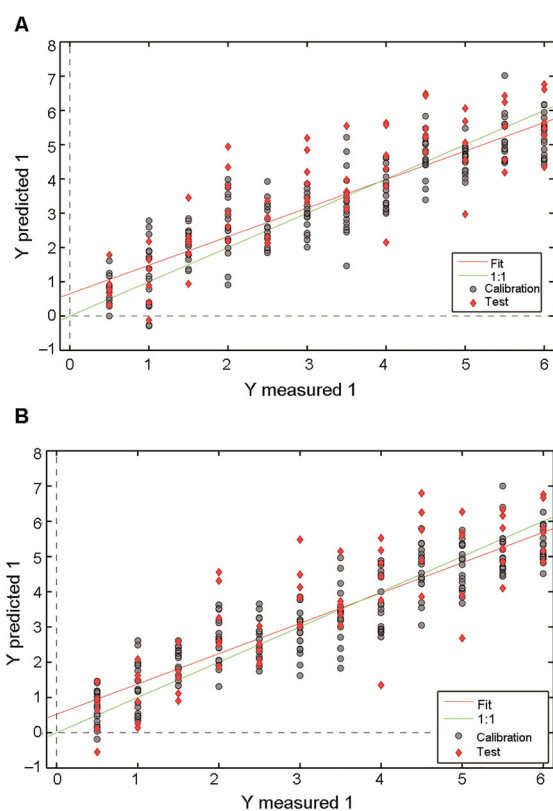 A
8
7
6
5
4
3
2
1
0
−1
Y predicted 1
0 1 2 3 4 5 6
Y measured 1
Fit
1:1
Calibration
Test
B
8
7
6
5
4
3
2
1
0
−1
Y predicted 1
0 1 2 3 4 5 6
Y measured 1
Fit
1:1
Calibration
Test